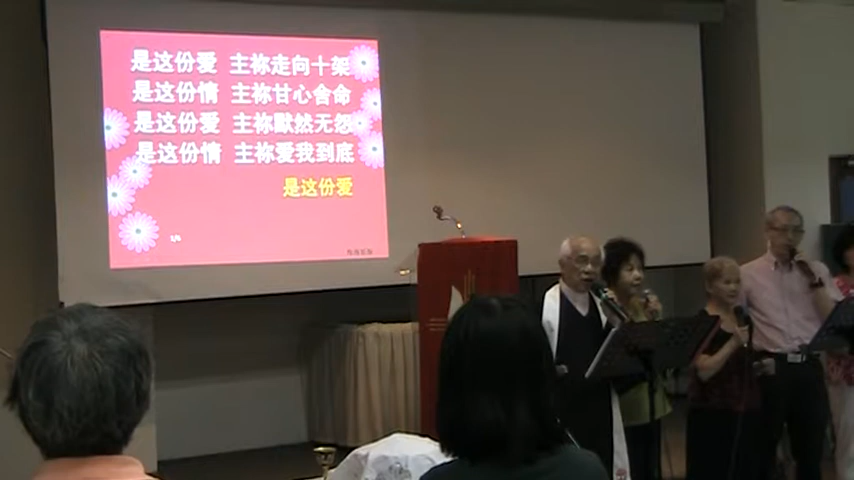 是这份爱 主祢走向十架
是这份情 主祢甘心舍命
是这份爱 主祢默然无怨
是这份情 主祢爱我到底
是这份爱